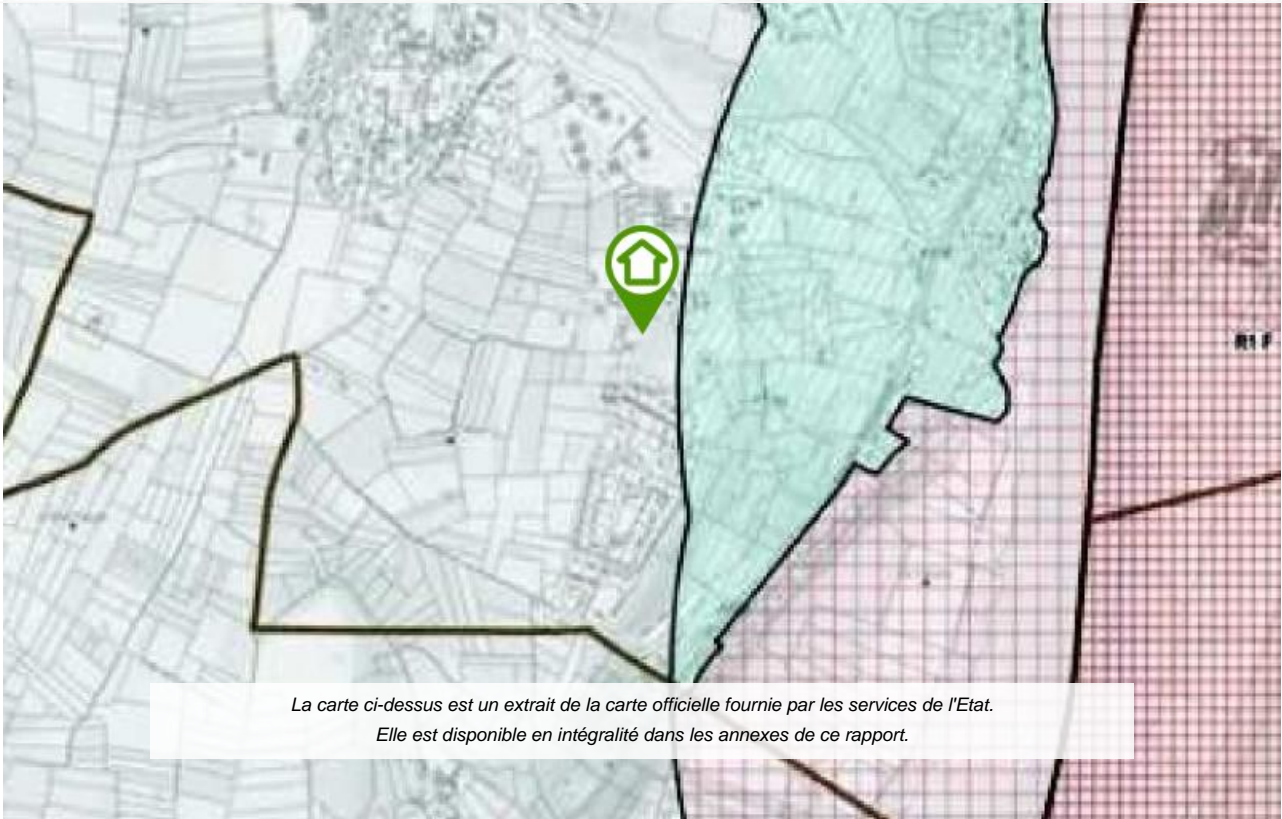 R1 F
La carte ci-dessus est un extrait de la carte officielle fournie par les services de l'Etat.
Elle est disponible en intégralité dans les annexes de ce rapport.